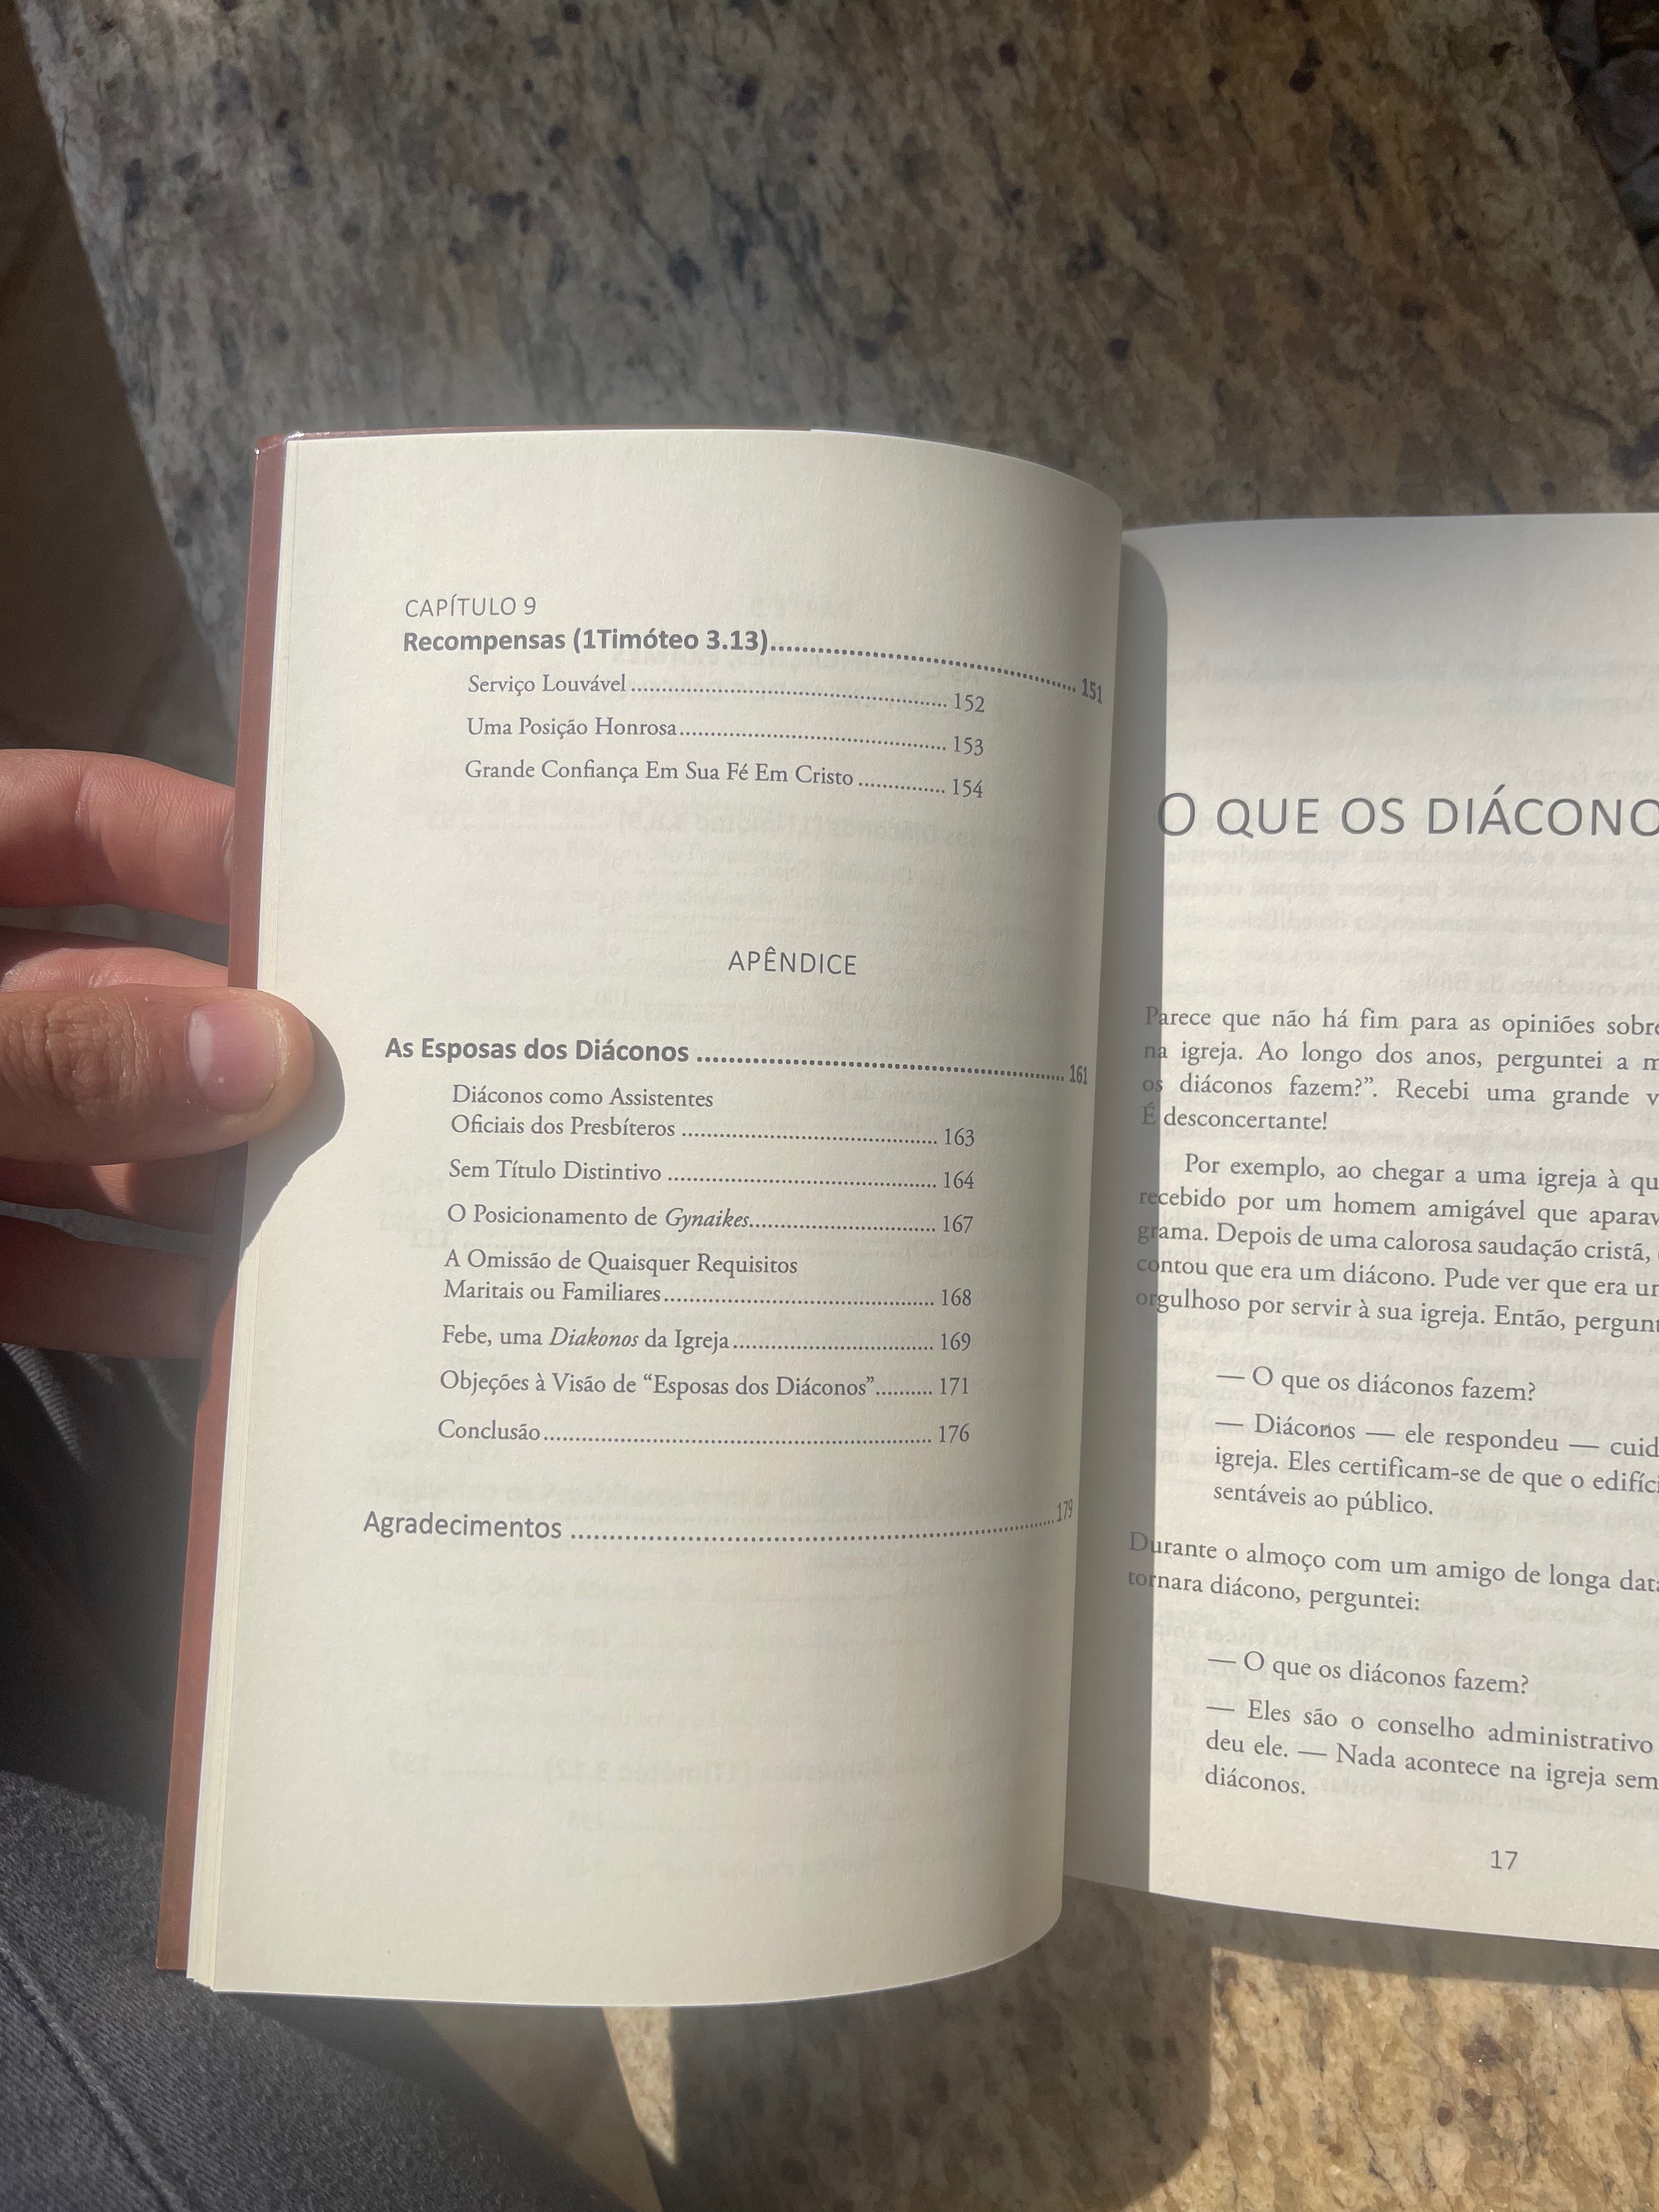 CAPÍTULO 9
Recompensas (1Timóteo 3.13)........................................151
Serviço Louvável........................................152
Uma Posição Honrosa........................................153
Grande Confiança Em Sua Fé Em Cristo..............154
APÊNDICE
As Esposas dos Diáconos........................................161
Diáconos como Assistentes
Oficiais dos Presbíteros........................................163
Sem Título Distintivo........................................164
O Posicionamento de Gynaikes........................................167
A Omissão de Quaisquer Requisitos
Maritais ou Familiares........................................168
Febe, uma Diakonos da Igreja........................................169
Objeções à Visão de “Esposas dos Diáconos”..........171
Conclusão........................................176
Agradecimentos........................................179
O QUE OS DIÁCONO
Parece que não há fim para as opiniões sobre
na igreja. Ao longo dos anos, perguntei a m
os diáconos fazem?”. Recebi uma grande v
É desconcertante!
Por exemplo, ao chegar a uma igreja à qu
recebido por um homem amigável que aparav
grama. Depois de uma calorosa saudação cristã,
contou que era um diácono. Pude ver que era
orgulhoso por servir à sua igreja. Então, pergunt
— O que os diáconos fazem?
— Diáconos — ele respondeu — cuid
igreja. Eles certificam-se de que o edifíci
sentáveis ao público.
Durante o almoço com um amigo de longa data
tornara diácono, perguntei:
— O que os diáconos fazem?
— Eles são o conselho administrativo
deu ele. — Nada acontece na igreja sem
diáconos.
17